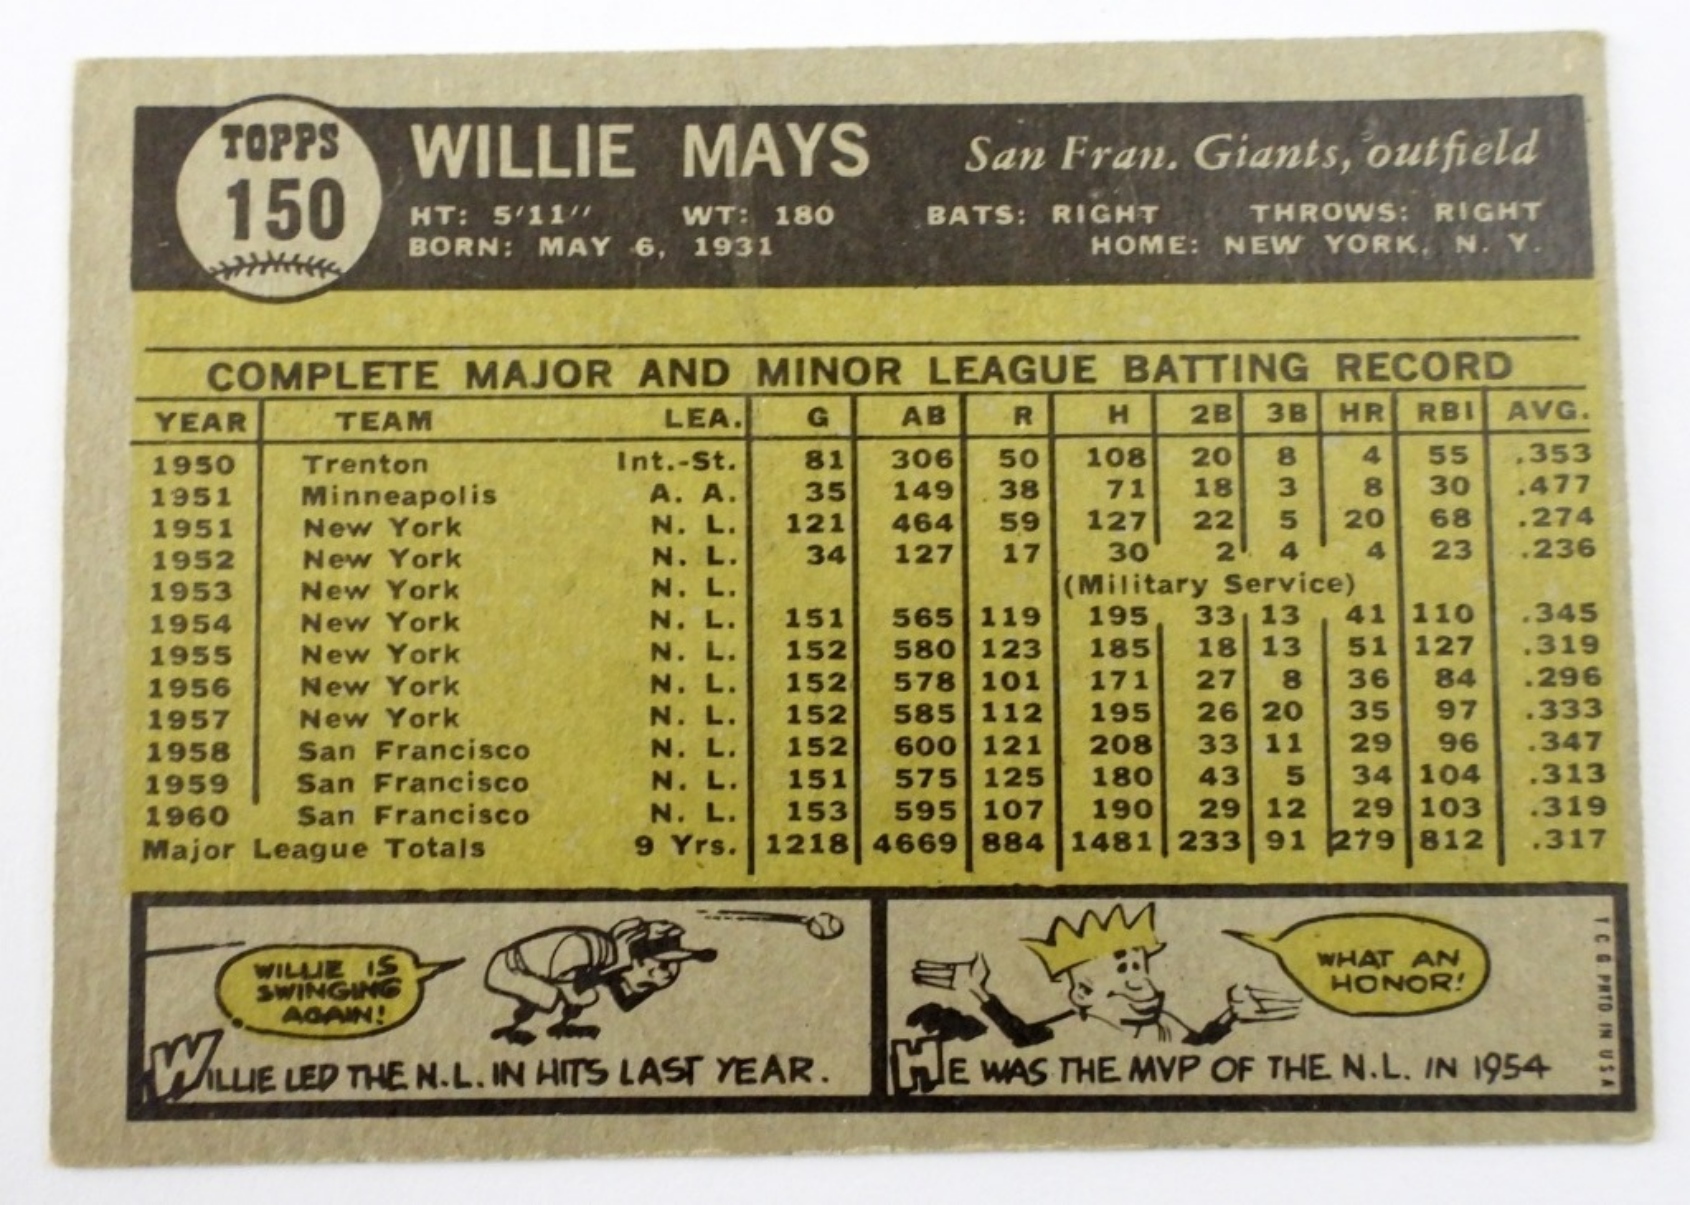 TOPPS
150
WILLIE MAYS San Fran. Giants, outfield
HT: 5'11" WT: 180 BATS: RIGHT THROWS: RIGHT
BORN: MAY 6, 1931 HOME: NEW YORK, N. Y.
COMPLETE MAJOR AND MINOR LEAGUE BATTING RECORD
YEAR TEAM LEA. G AB R H 2B 3B HR RBI AVG.
1950 Trenton Int.-St. 81 306 50 108 20 8 4 55 .353
1951 Minneapolis A. A. 35 149 38 71 18 3 8 30 .477
1951 New York N. L. 121 464 59 127 22 5 20 68 .274
1952 New York N. L. 34 127 17 30 2 4 4 23 .236
1953 New York N. L. (Military Service)
1954 New York N. L. 151 565 119 195 33 13 41 110 .345
1955 New York N. L. 152 580 123 185 18 13 51 127 .319
1956 New York N. L. 152 578 101 171 27 8 36 84 .296
1957 New York N. L. 152 585 112 195 26 20 35 97 .333
1958 San Francisco N. L. 152 600 121 208 33 11 29 96 .347
1959 San Francisco N. L. 151 575 125 180 43 5 34 104 .313
1960 San Francisco N. L. 153 595 107 190 29 12 29 103 .319
Major League Totals 9 Yrs. 1218 4669 884 1481 233 91 279 812 .317
WILLIE IS
SWINGING
AGAIN!
WILLIE LED THE N.L. IN HITS LAST YEAR.
WHAT AN
HONOR!
HE WAS THE MVP OF THE N.L. IN 1954
T C G PRTD IN USA